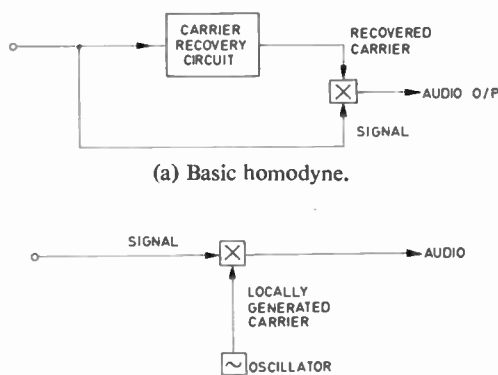 CARRIER
RECOVERY
CIRCUIT
RECOVERED
CARRIER
X
AUDIO O/P
SIGNAL
(a) Basic homodyne.
SIGNAL
X
AUDIO
LOCALLY
GENERATED
CARRIER
~ OSCILLATOR